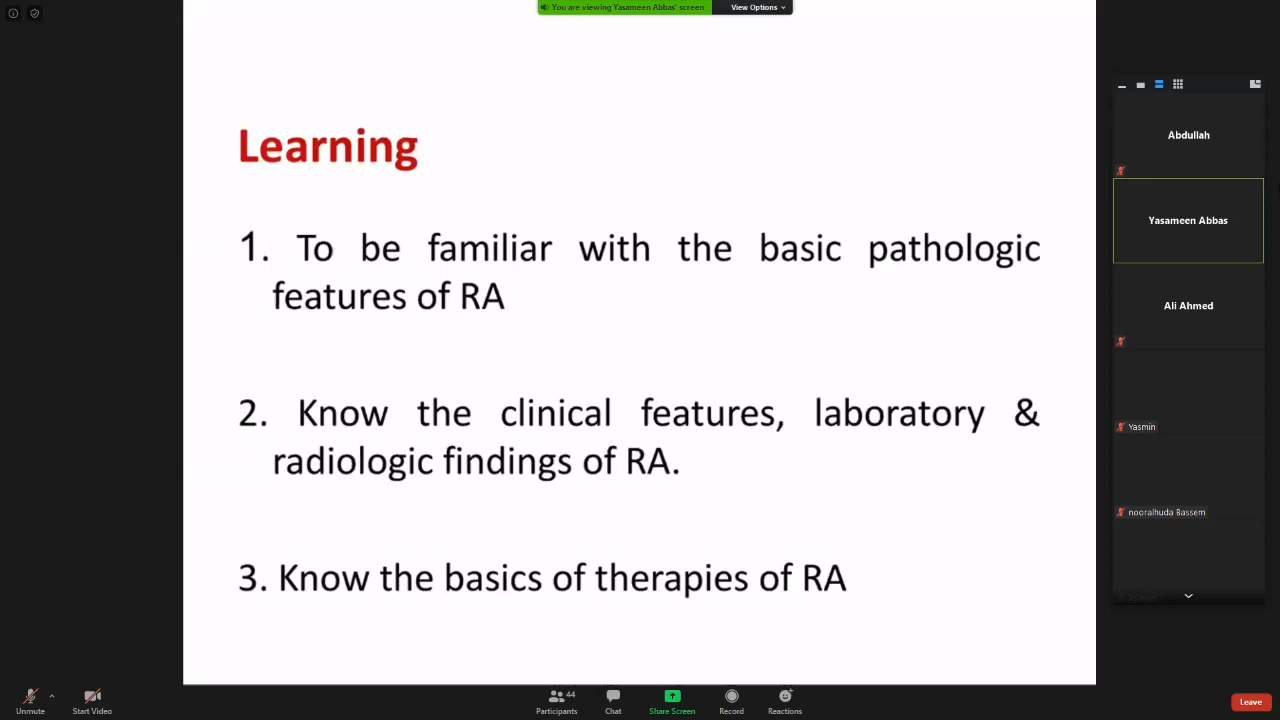 You are viewing Yasameen Abbas' screen
View Options
Learning
1. To be familiar with the basic pathologic
features of RA
2. Know the clinical features, laboratory &
radiologic findings of RA.
3. Know the basics of therapies of RA
Abdullah
Yasameen Abbas
Ali Ahmed
Yasmin
nooralhuda Bassem
Unmute
Start Video
44
Participants
Chat
Share Screen
Record
Reactions
Leave